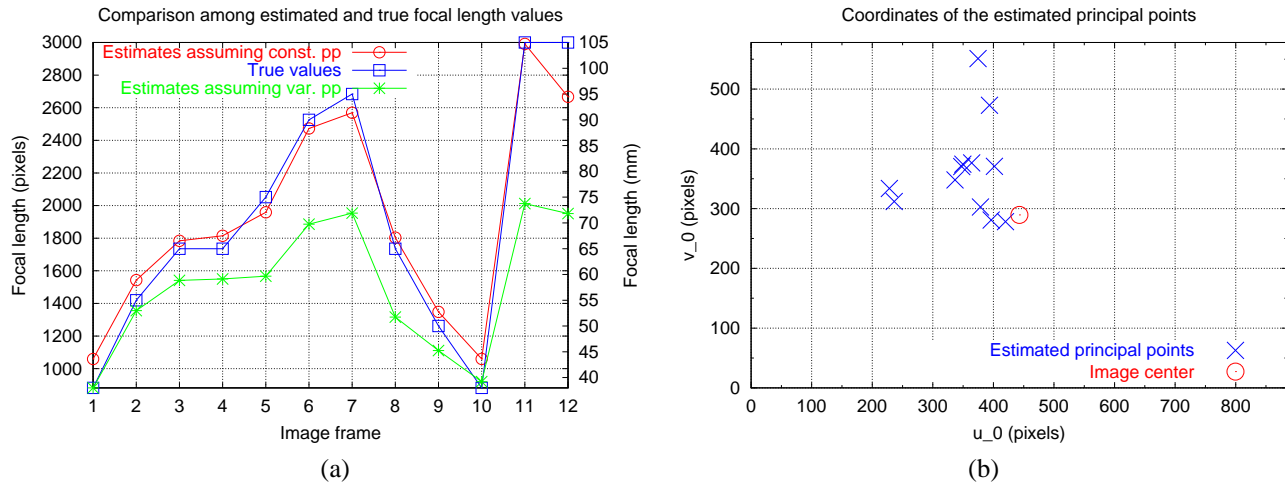 Comparison among estimated and true focal length values
Estimates assuming const. pp
True values
Estimates assuming var. pp
3000
2800
2600
2400
2200
2000
1800
1600
1400
1200
1000
Focal length (pixels)
105
100
95
90
85
80
75
70
65
60
55
50
45
40
Focal length (mm)
1 2 3 4 5 6 7 8 9 10 11 12
Image frame
(a)
Coordinates of the estimated principal points
500
400
300
200
100
0
v_0 (pixels)
Estimated principal points
Image center
0 100 200 300 400 500 600 700 800
u_0 (pixels)
(b)